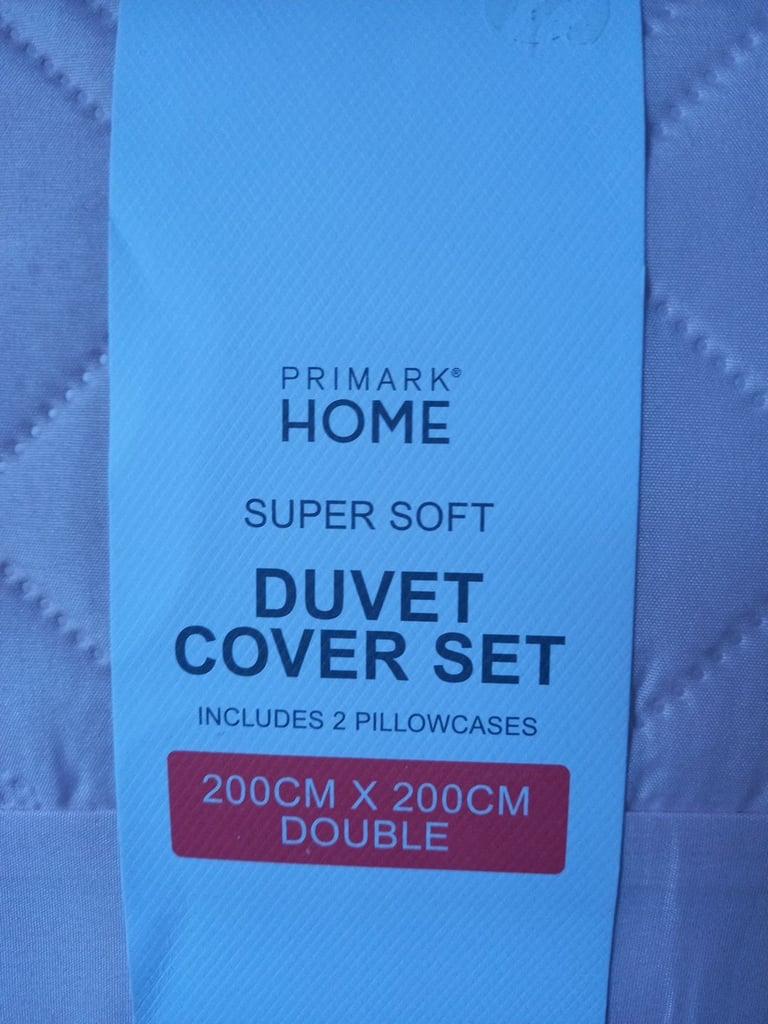 PRIMARK®
HOME
SUPER SOFT
DUVET
COVER SET
INCLUDES 2 PILLOWCASES
200CM X 200CM
DOUBLE